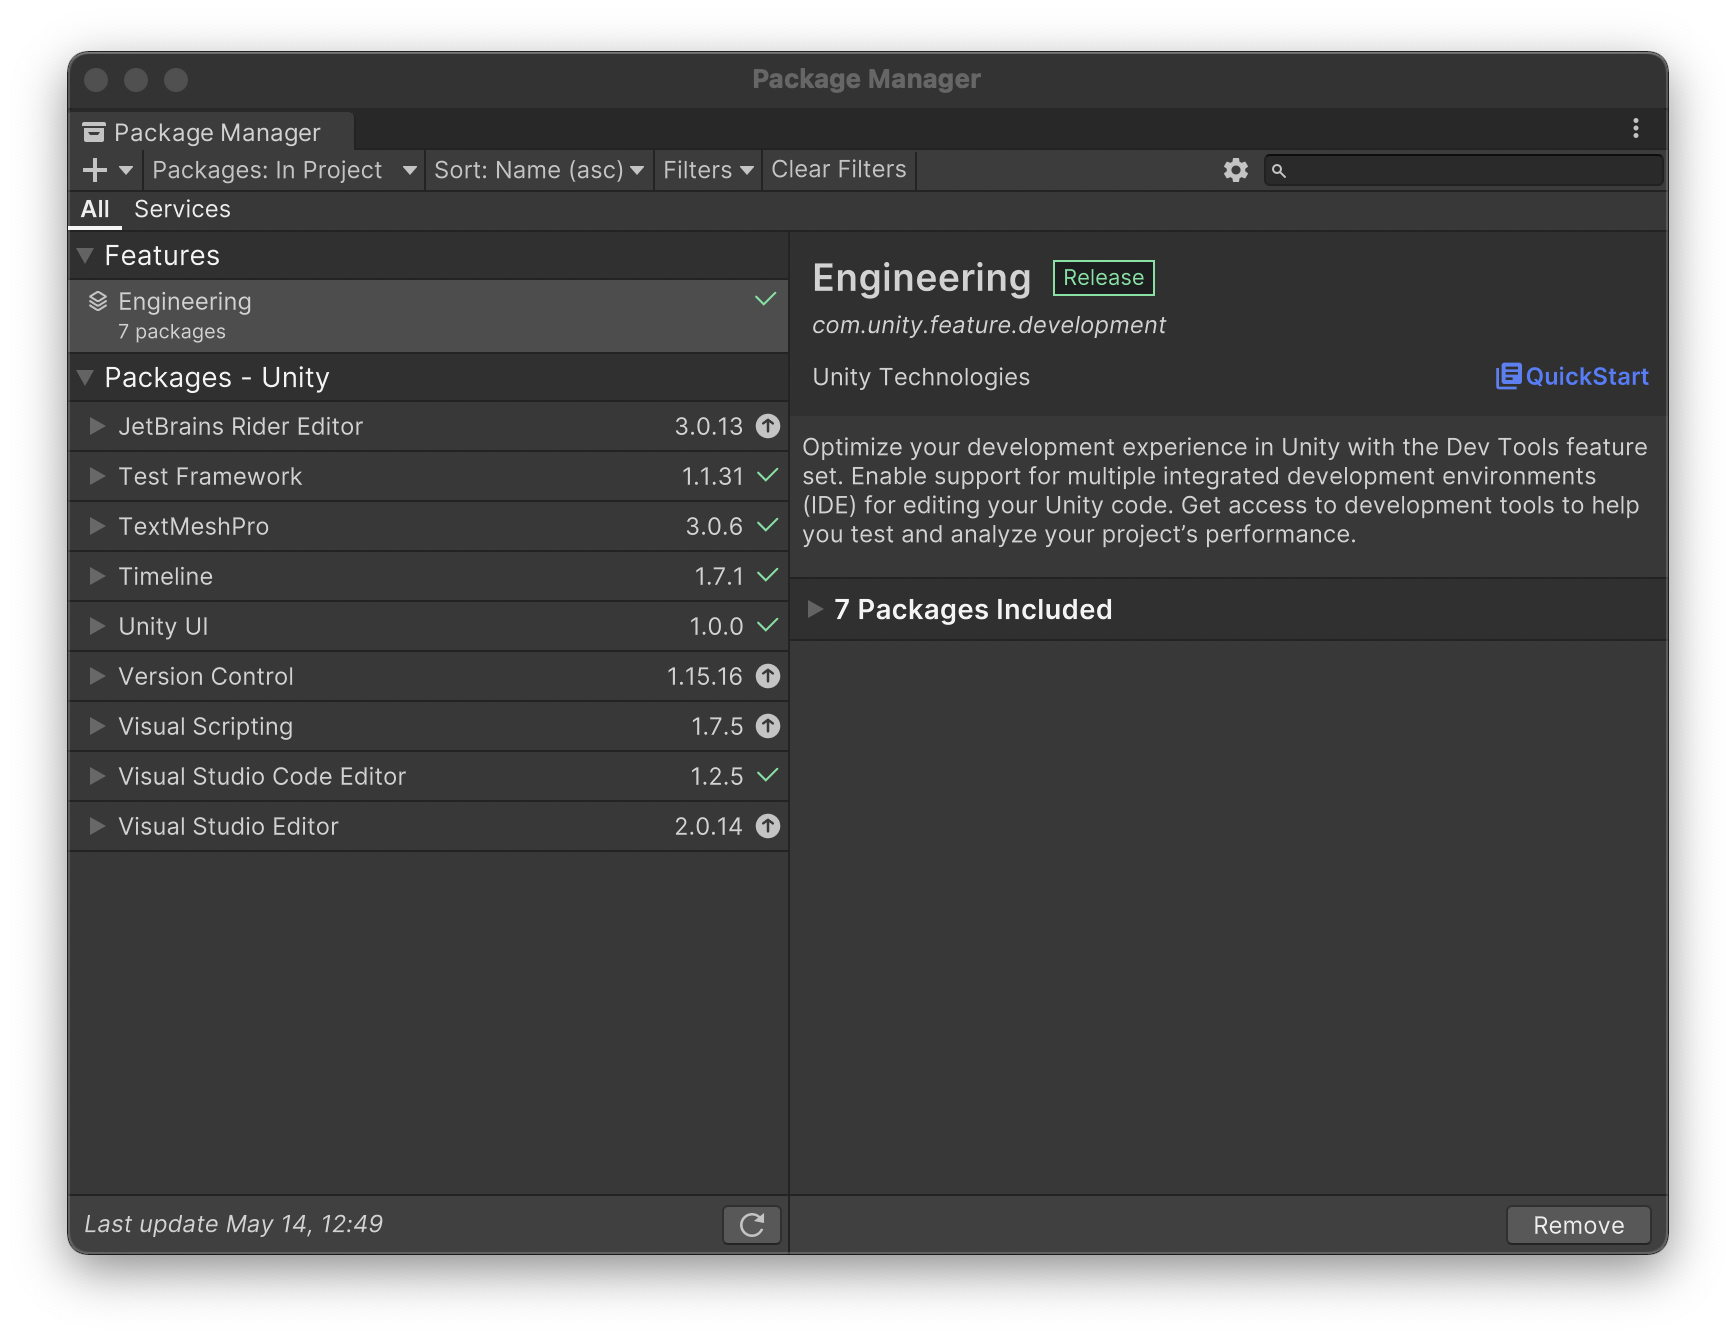 Package Manager
Package Manager
Packages: In Project Sort: Name (asc) Filters Clear Filters
All Services
Features
Engineering
7 packages
Packages - Unity
JetBrains Rider Editor 3.0.13
Test Framework 1.1.31
TextMeshPro 3.0.6
Timeline 1.7.1
Unity UI 1.0.0
Version Control 1.15.16
Visual Scripting 1.7.5
Visual Studio Code Editor 1.2.5
Visual Studio Editor 2.0.14
Last update May 14, 12:49
Engineering Release
com.unity.feature.development
Unity Technologies QuickStart
Optimize your development experience in Unity with the Dev Tools feature
set. Enable support for multiple integrated development environments
(IDE) for editing your Unity code. Get access to development tools to help
you test and analyze your project’s performance.
7 Packages Included
Remove